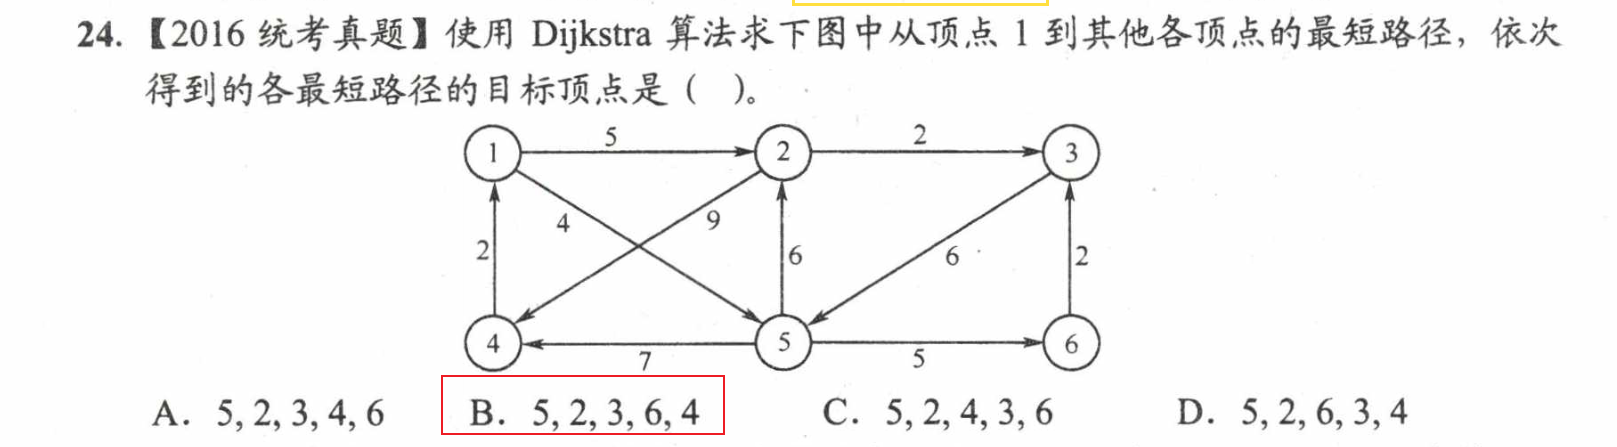 24.【2016 统考真题】使用 Dijkstra 算法求下图中从顶点 1 到其他各顶点的最短路径，依次
得到的各最短路径的目标顶点是（ ）。
5
2
1
2
3
4
9
2
6
6
2
4
5
6
7
5
A. 5, 2, 3, 4, 6
B. 5, 2, 3, 6, 4
C. 5, 2, 4, 3, 6
D. 5, 2, 6, 3, 4